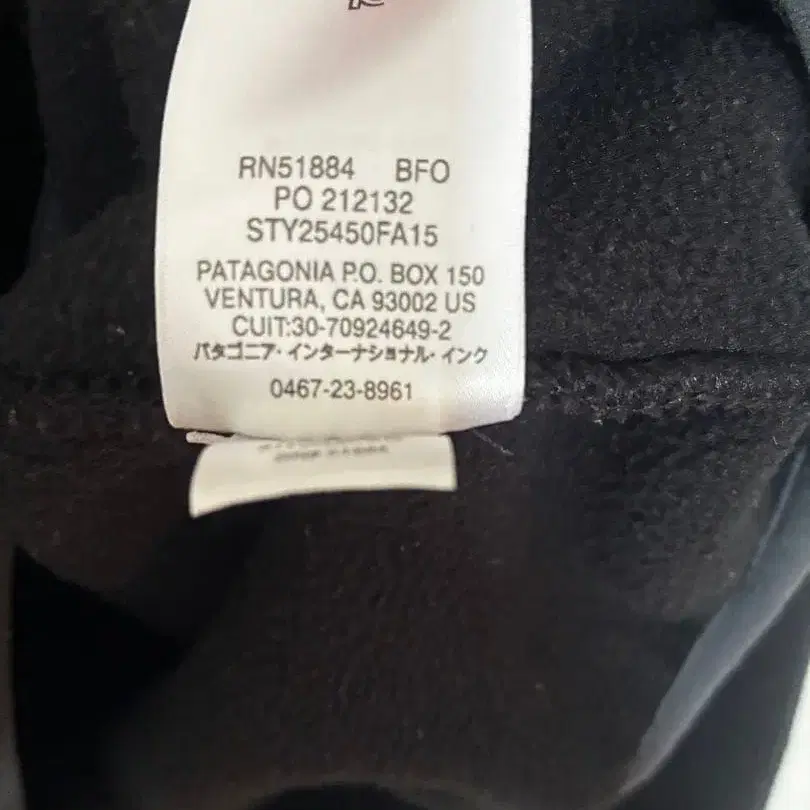 RN51884 BFO
PO 212132
STY25450FA15
PATAGONIA P.O. BOX 150
VENTURA, CA 93002 US
CUIT:30-70924649-2
パタゴニア・インターナショナル・インク
0467-23-8961